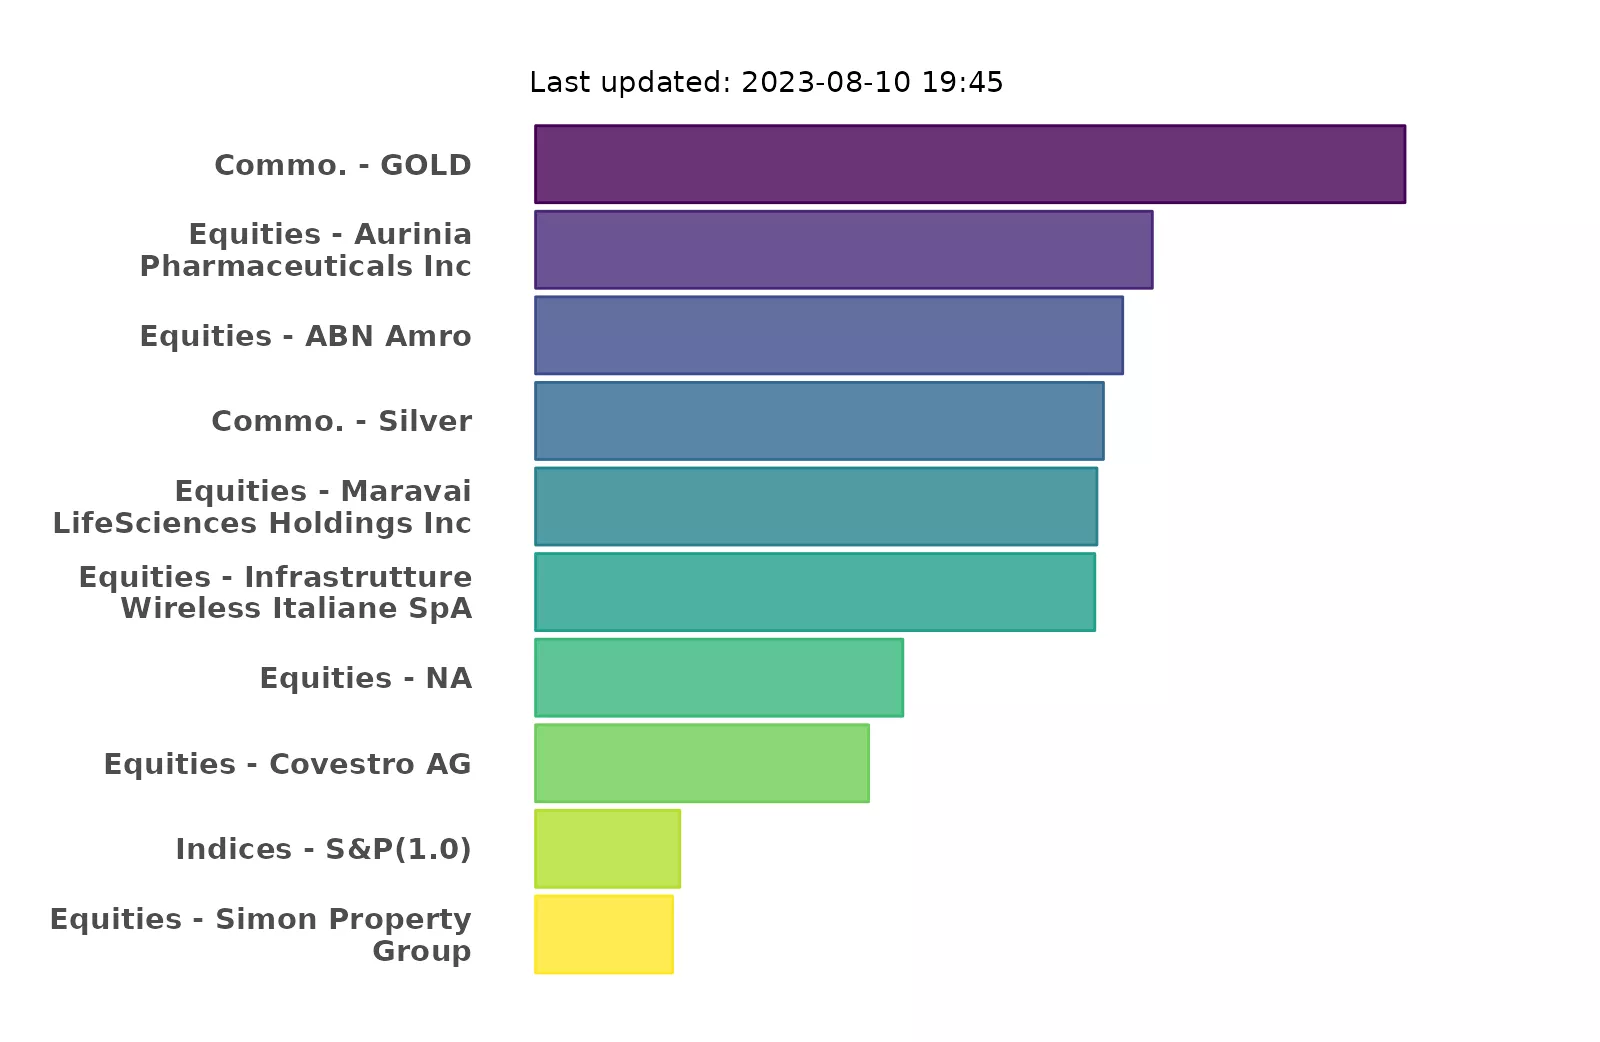 Last updated: 2023-08-10 19:45
Commo. - GOLD
Equities - Aurinia
Pharmaceuticals Inc
Equities - ABN Amro
Commo. - Silver
Equities - Maravai
LifeSciences Holdings Inc
Equities - Infrastrutture
Wireless Italiane SpA
Equities - NA
Equities - Covestro AG
Indices - S&P(1.0)
Equities - Simon Property
Group